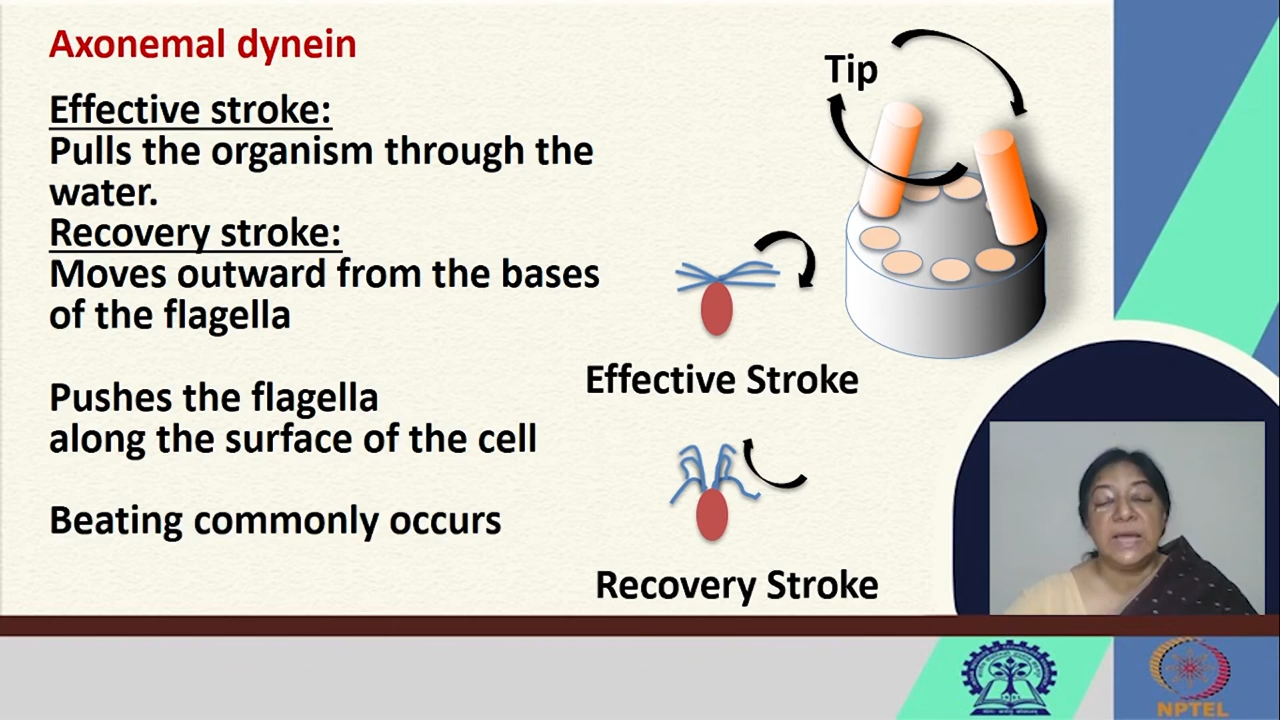 Axonemal dynein
Effective stroke:
Pulls the organism through the
water.
Recovery stroke:
Moves outward from the bases
of the flagella
Pushes the flagella
along the surface of the cell
Beating commonly occurs
Tip
Effective Stroke
Recovery Stroke
NPTEL